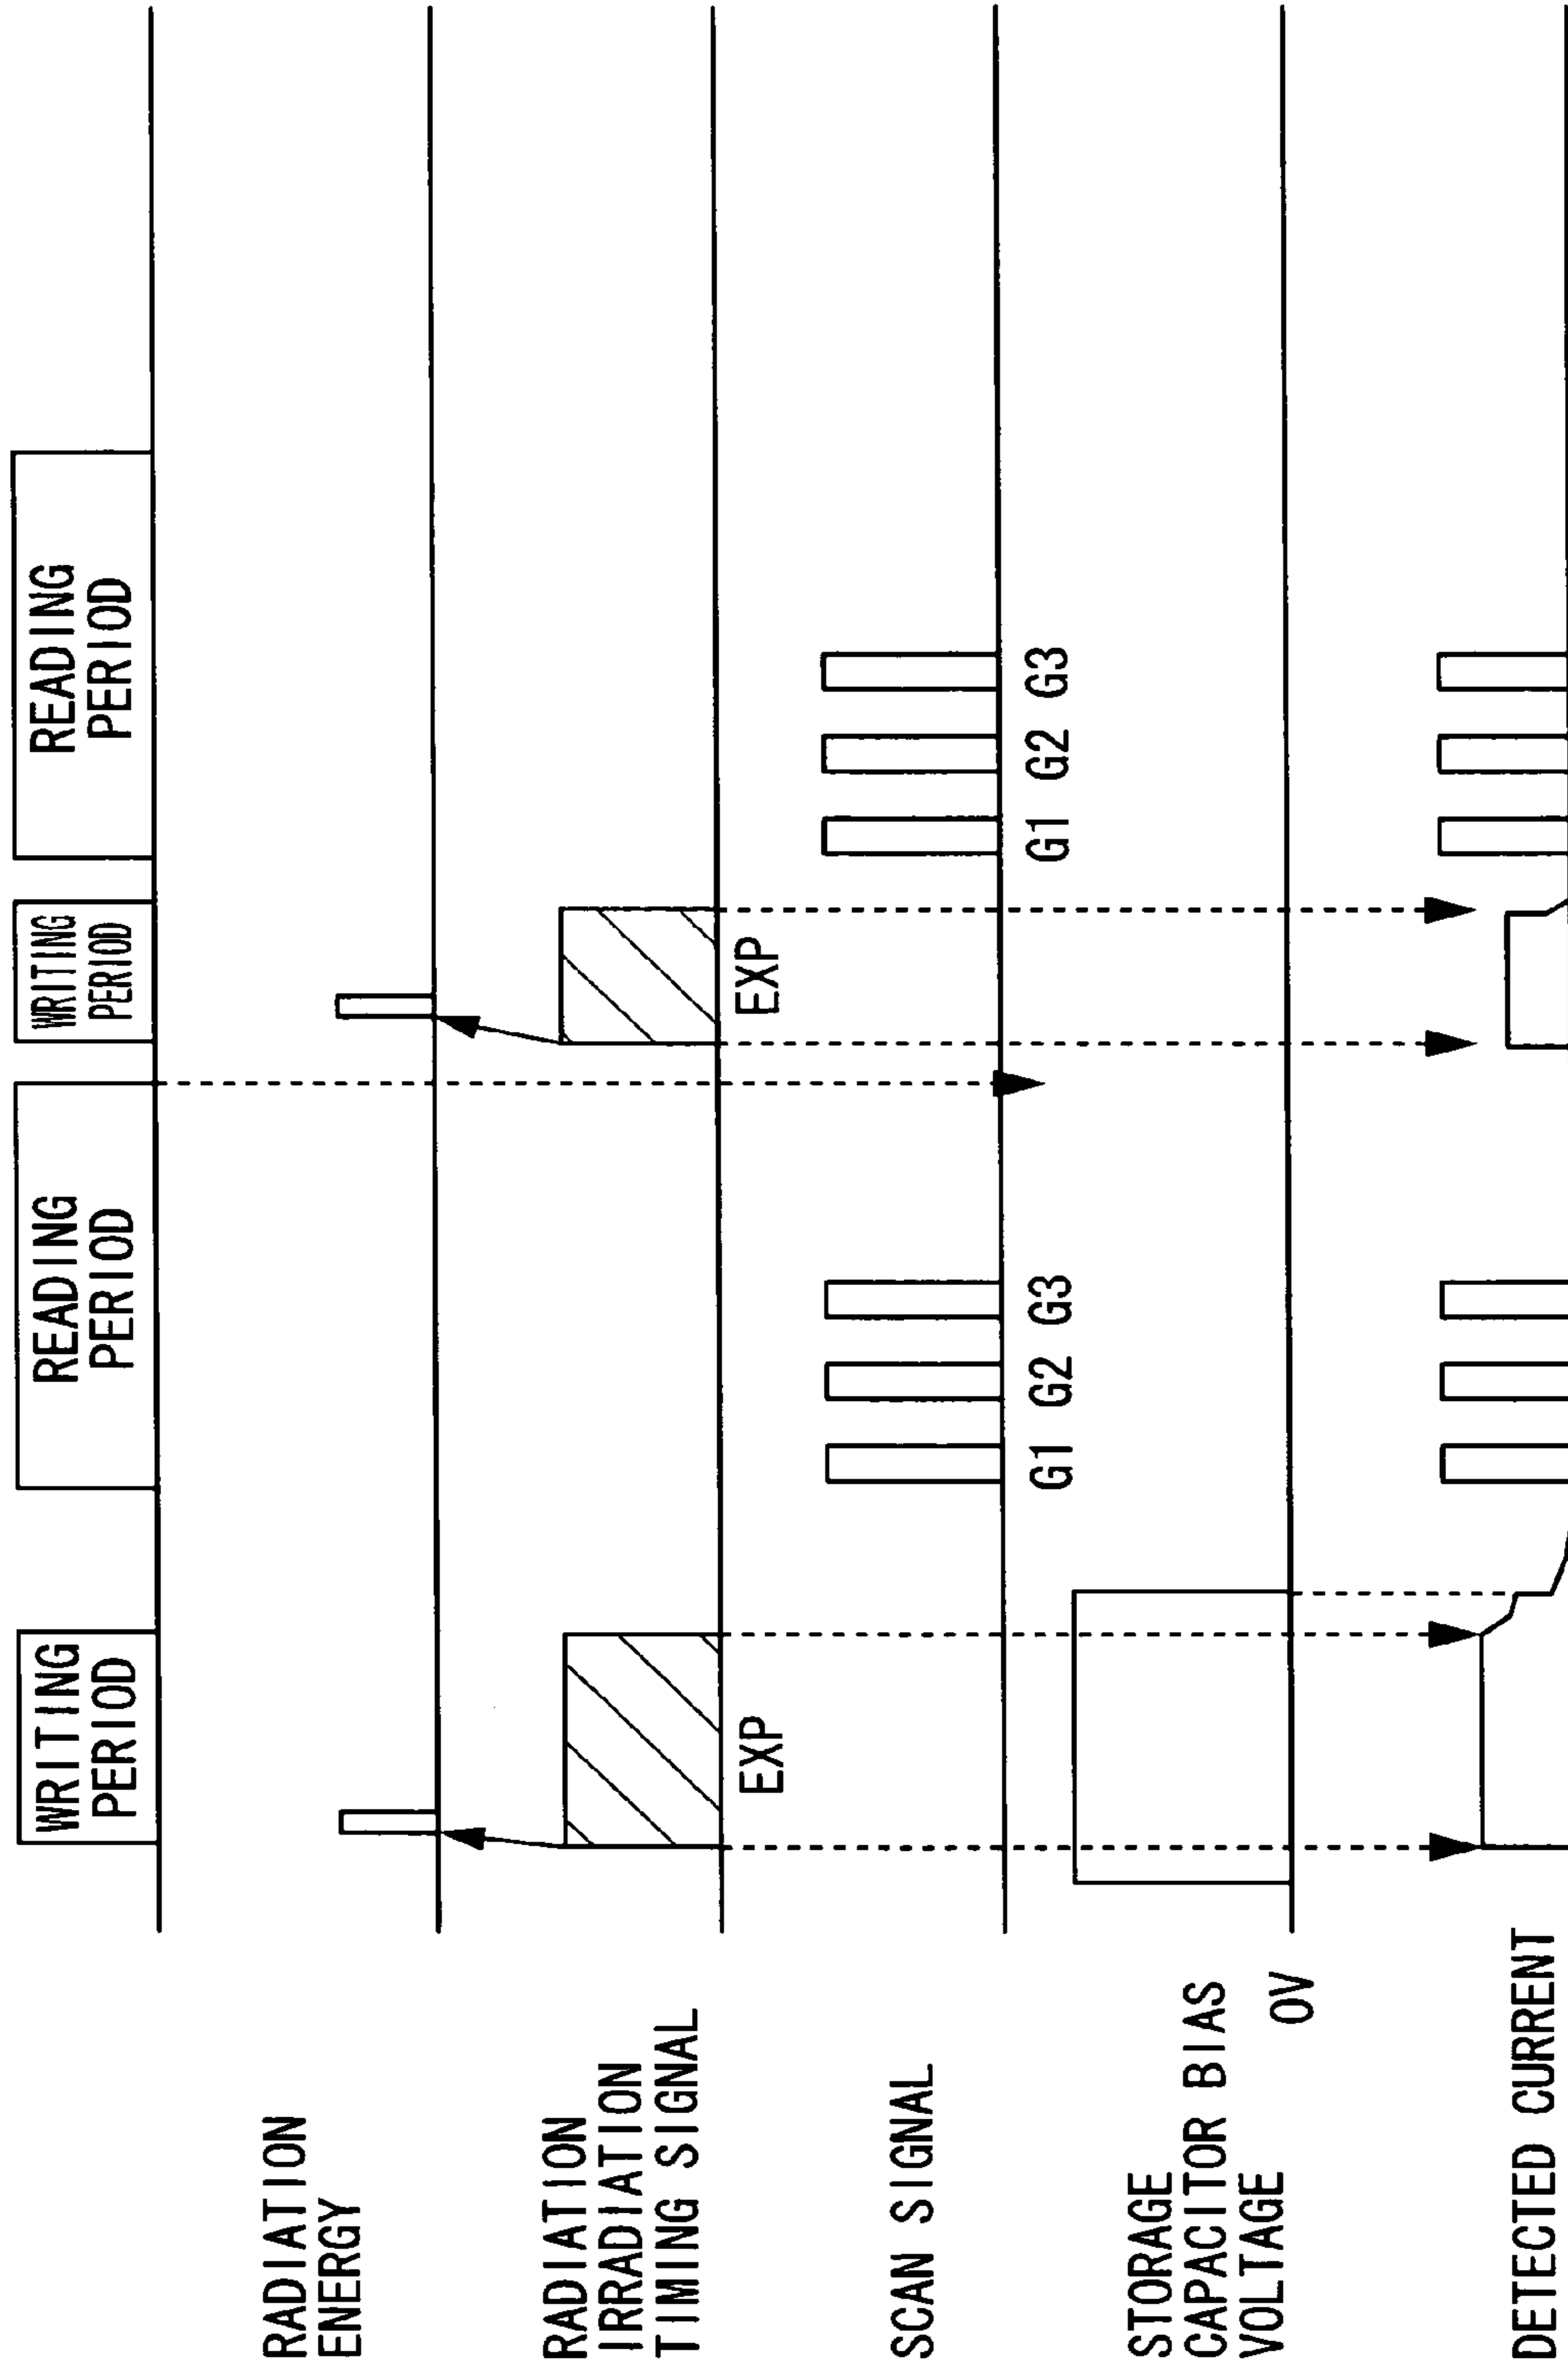 WRITING
PERIOD
READING
PERIOD
WRITING
PERIOD
READING
PERIOD
RADIATION
ENERGY
RADIATION
IRRADIATION
TIMING SIGNAL
EXP
EXP
SCAN SIGNAL
G1 G2 G3
G1 G2 G3
STORAGE
CAPACITOR BIAS
VOLTAGE
0V
DETECTED CURRENT